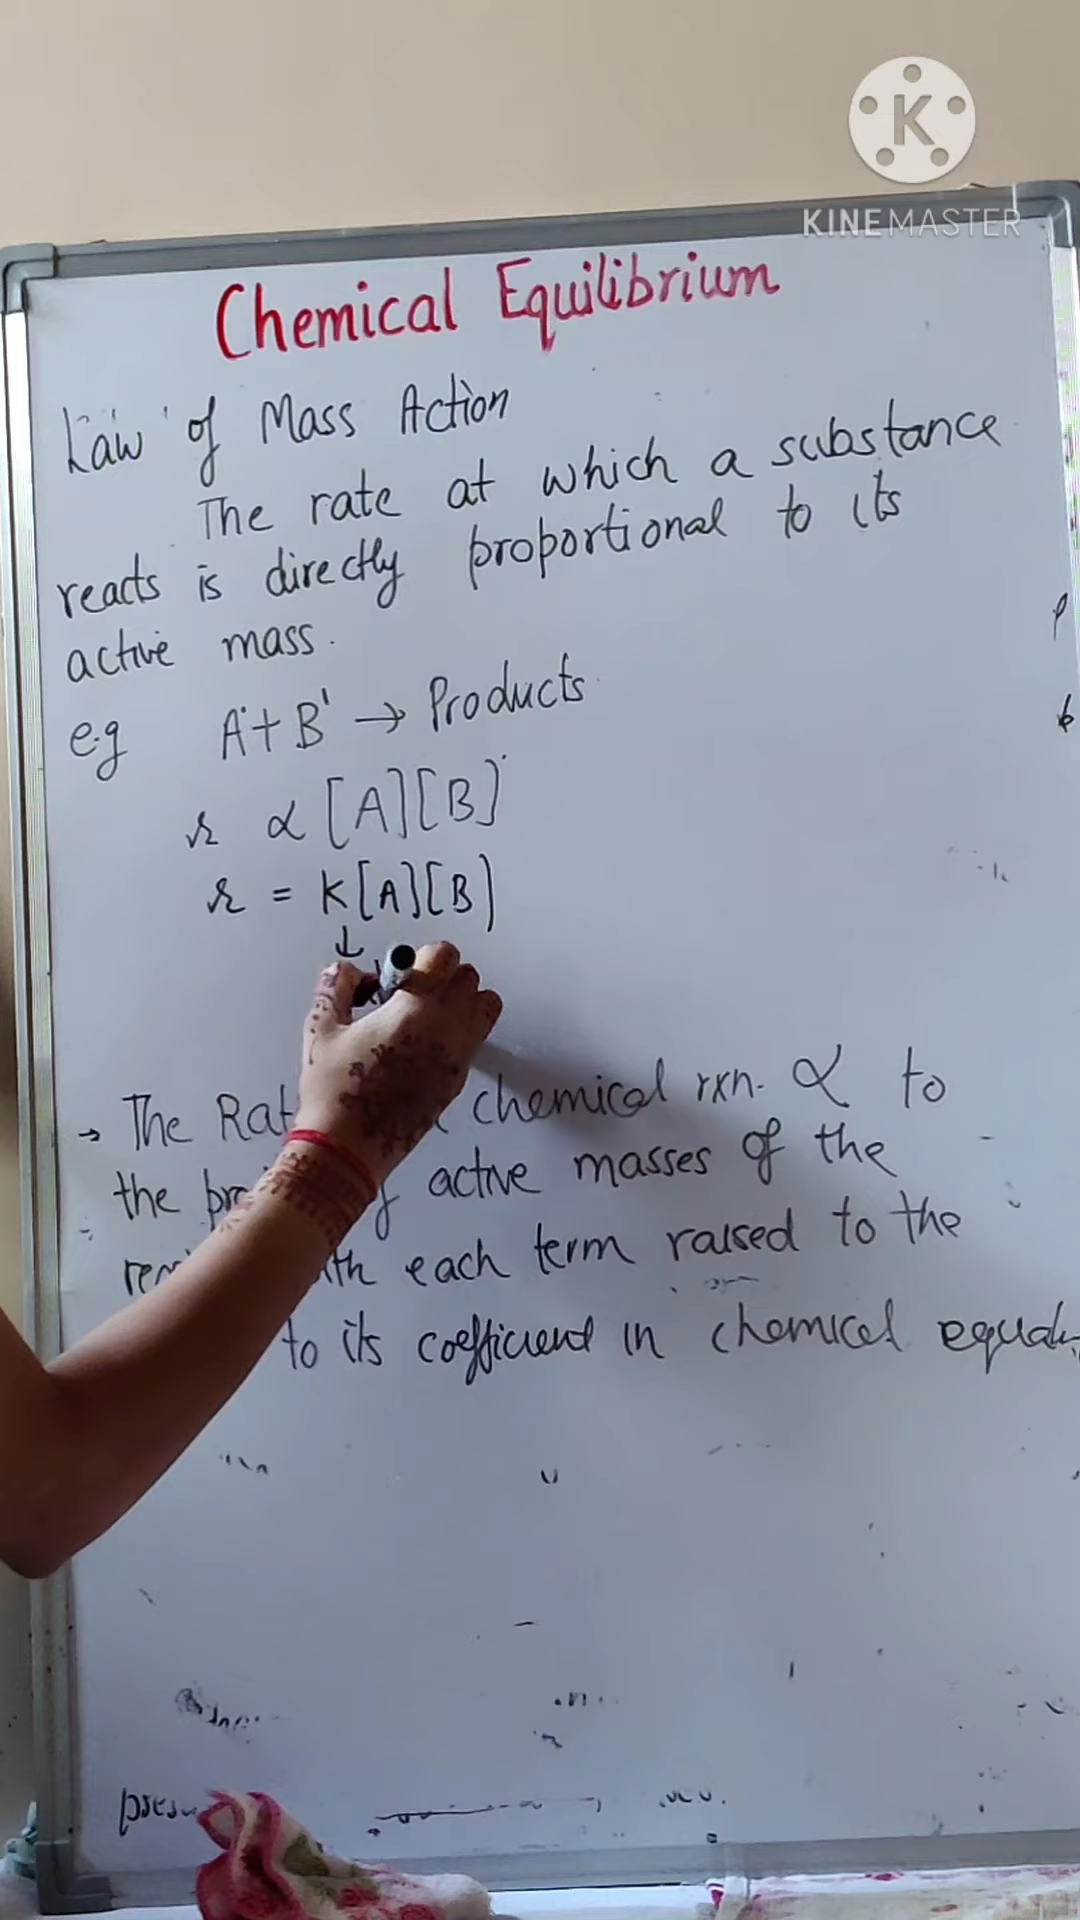 K
KINEMASTER
Chemical Equilibrium
Law of Mass Action
The rate at which a substance
reacts is directly proportional to its
active mass.
e.g A + B → Products
r ∝ [A][B]
r = K[A][B]
↓
→ The chemical rxn. ∝ to
the active masses of the
each term raised to the
to its coefficient in chemical